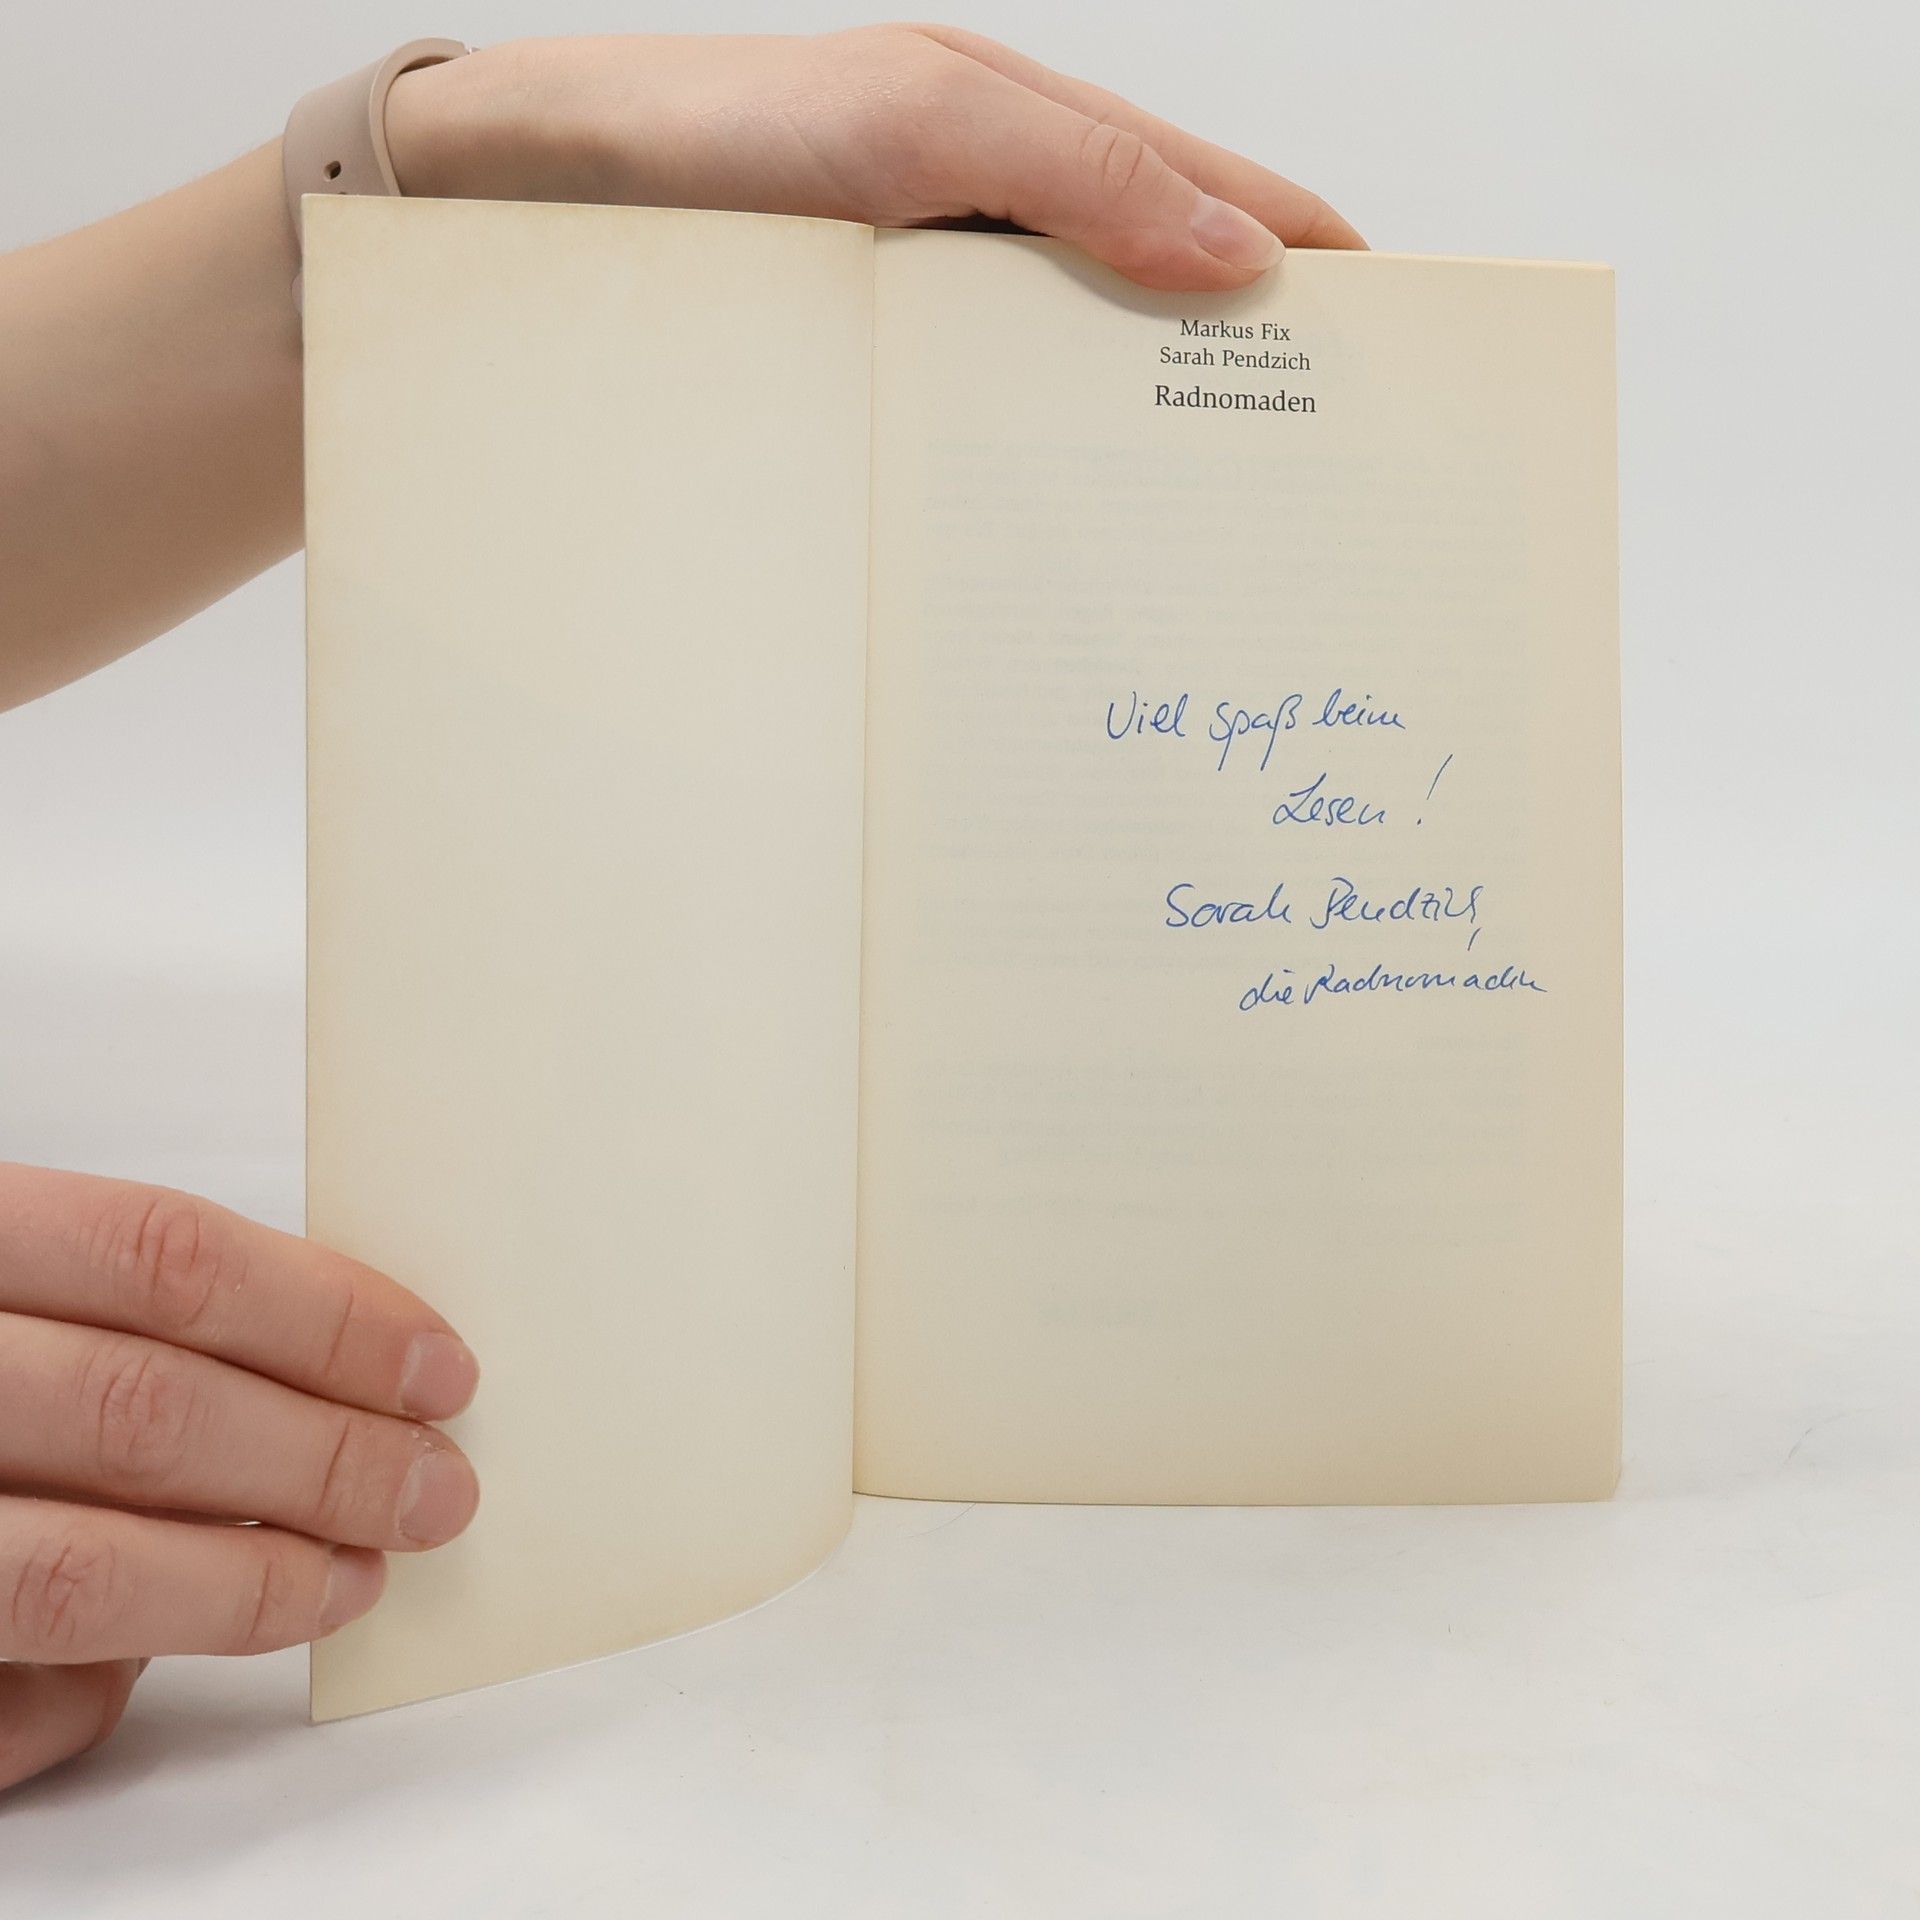 Markus Fix
Sarah Pendzich
Radnomaden
Viel Spaß beim
Lesen!
Sarah Pendzich,
die Radnomaden